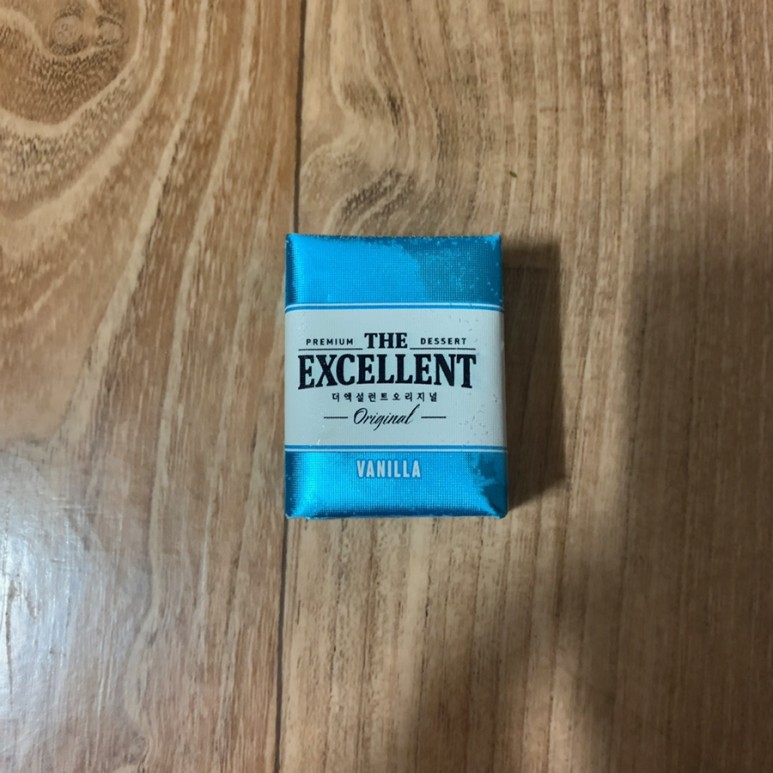 PREMIUM THE DESSERT
EXCELLENT
더엑설런트오리지널
Original
VANILLA